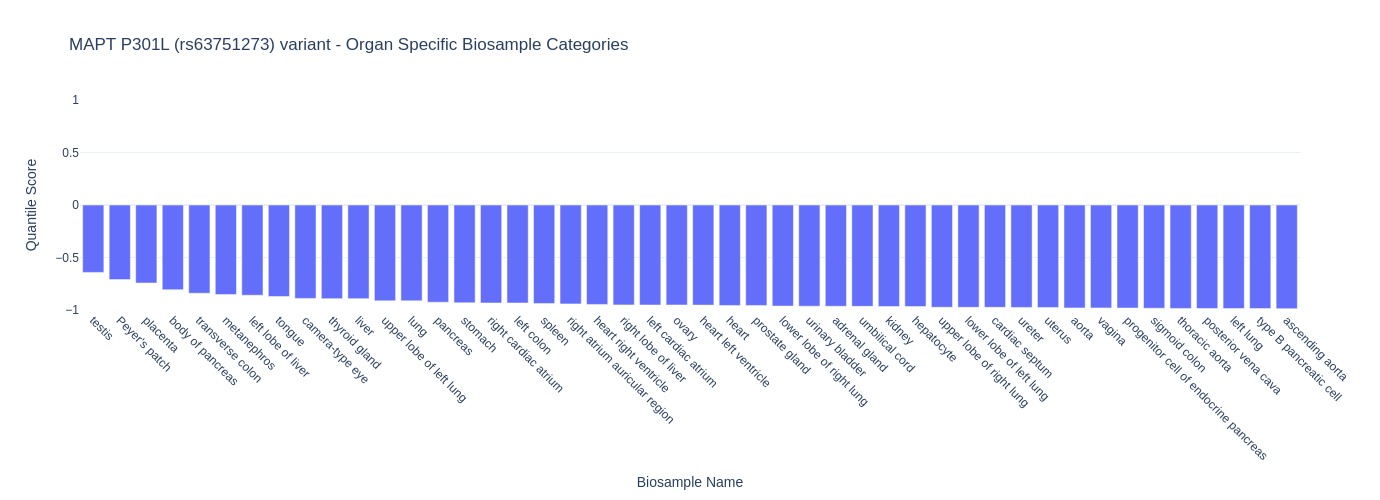 MAPT P301L (rs63751273) variant - Organ Specific Biosample Categories
1
0.5
0
−0.5
−1
Quantile Score
testis
Peyer's patch
placenta
body of pancreas
transverse colon
metanephros
left lobe of liver
tongue
camera-type eye
thyroid gland
liver
upper lobe of left lung
lung
pancreas
stomach
right cardiac atrium
left colon
spleen
right atrium auricular region
heart right ventricle
right lobe of liver
left cardiac atrium
ovary
heart left ventricle
heart
prostate gland
lower lobe of right lung
urinary bladder
adrenal gland
umbilical cord
kidney
hepatocyte
upper lobe of right lung
lower lobe of left lung
cardiac septum
ureter
uterus
aorta
vagina
progenitor cell of endocrine pancreas
sigmoid colon
thoracic aorta
posterior vena cava
left lung
type B pancreatic cell
ascending aorta
Biosample Name